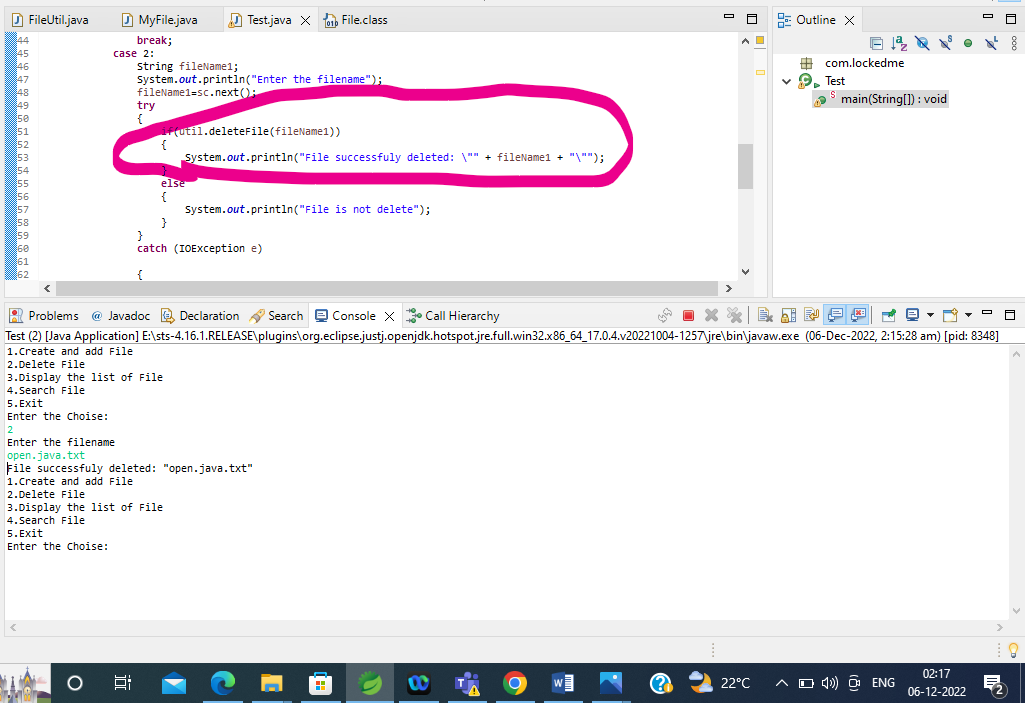 FileUtil.java MyFile.java Test.java File.class Outline
44 break;
45 case 2:
46 String fileName1;
47 System.out.println("Enter the filename");
48 fileName1=sc.next();
49 try
50 {
51 if(util.deleteFile(fileName1))
52 {
53 System.out.println("File successfuly deleted: \"" + fileName1 + "\"");
54 }
55 else
56 {
57 System.out.println("File is not delete");
58 }
59 }
60 catch (IOException e)
61
62 {
com.lockedme
Test
main(String[]) : void
Problems Javadoc Declaration Search Console Call Hierarchy
Test (2) [Java Application] E:\sts-4.16.1.RELEASE\plugins\org.eclipse.justj.openjdk.hotspot.jre.full.win32.x86_64_17.0.4.v20221004-1257\jre\bin\javaw.exe (06-Dec-2022, 2:15:28 am) [pid: 8348]
1.Create and add File
2.Delete File
3.Display the list of File
4.Search File
5.Exit
Enter the Choise:
2
Enter the filename
open.java.txt
File successfuly deleted: "open.java.txt"
1.Create and add File
2.Delete File
3.Display the list of File
4.Search File
5.Exit
Enter the Choise:
22°C ENG 02:17
06-12-2022 2